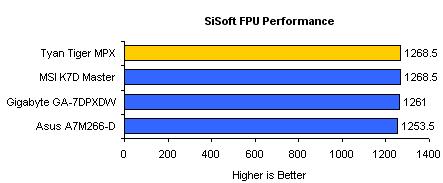 SiSoft FPU Performance
Tyan Tiger MPX 1268.5
MSI K7D Master 1268.5
Gigabyte GA-7DPXDW 1261
Asus A7M266-D 1253.5
0 200 400 600 800 1000 1200 1400
Higher is Better